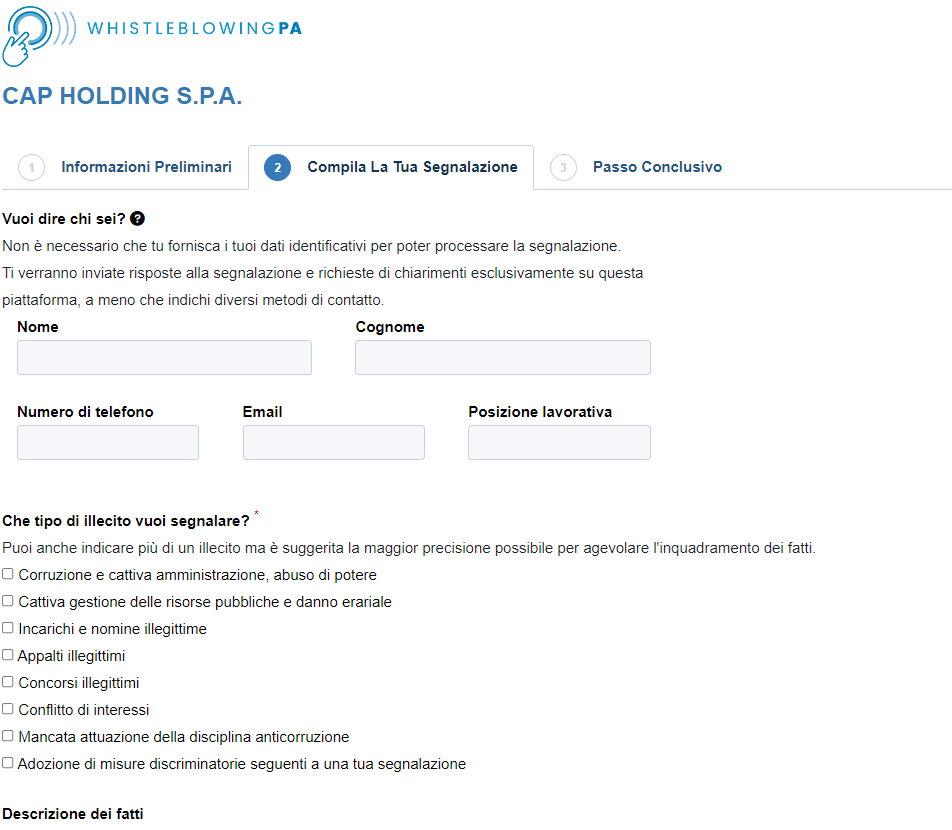 WHISTLEBLOWINGPA
CAP HOLDING S.P.A.
1 Informazioni Preliminari 2 Compila La Tua Segnalazione 3 Passo Conclusivo
Vuoi dire chi sei? ?
Non è necessario che tu fornisca i tuoi dati identificativi per poter processare la segnalazione.
Ti verranno inviate risposte alla segnalazione e richieste di chiarimenti esclusivamente su questa
piattaforma, a meno che indichi diversi metodi di contatto.
Nome Cognome
Numero di telefono Email Posizione lavorativa
Che tipo di illecito vuoi segnalare? *
Puoi anche indicare più di un illecito ma è suggerita la maggior precisione possibile per agevolare l'inquadramento dei fatti.
Corruzione e cattiva amministrazione, abuso di potere
Cattiva gestione delle risorse pubbliche e danno erariale
Incarichi e nomine illegittime
Appalti illegittimi
Concorsi illegittimi
Conflitto di interessi
Mancata attuazione della disciplina anticorruzione
Adozione di misure discriminatorie seguenti a una tua segnalazione
Descrizione dei fatti